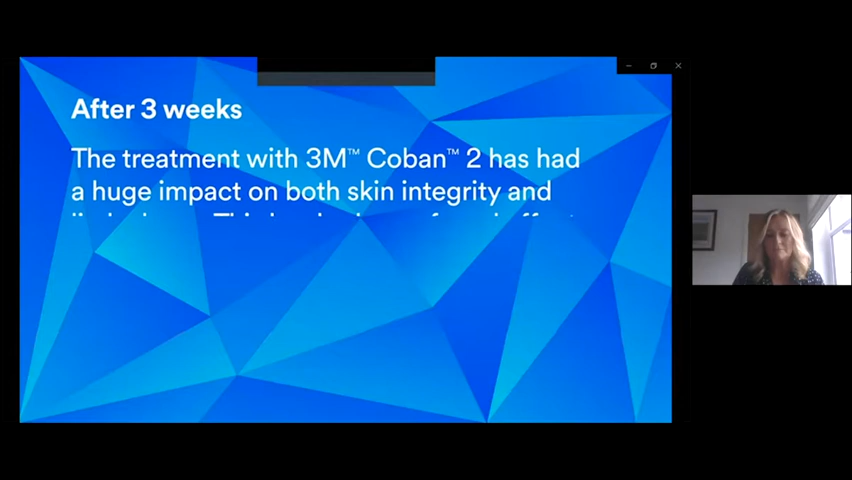 After 3 weeks
The treatment with 3M™ Coban™ 2 has had
a huge impact on both skin integrity and